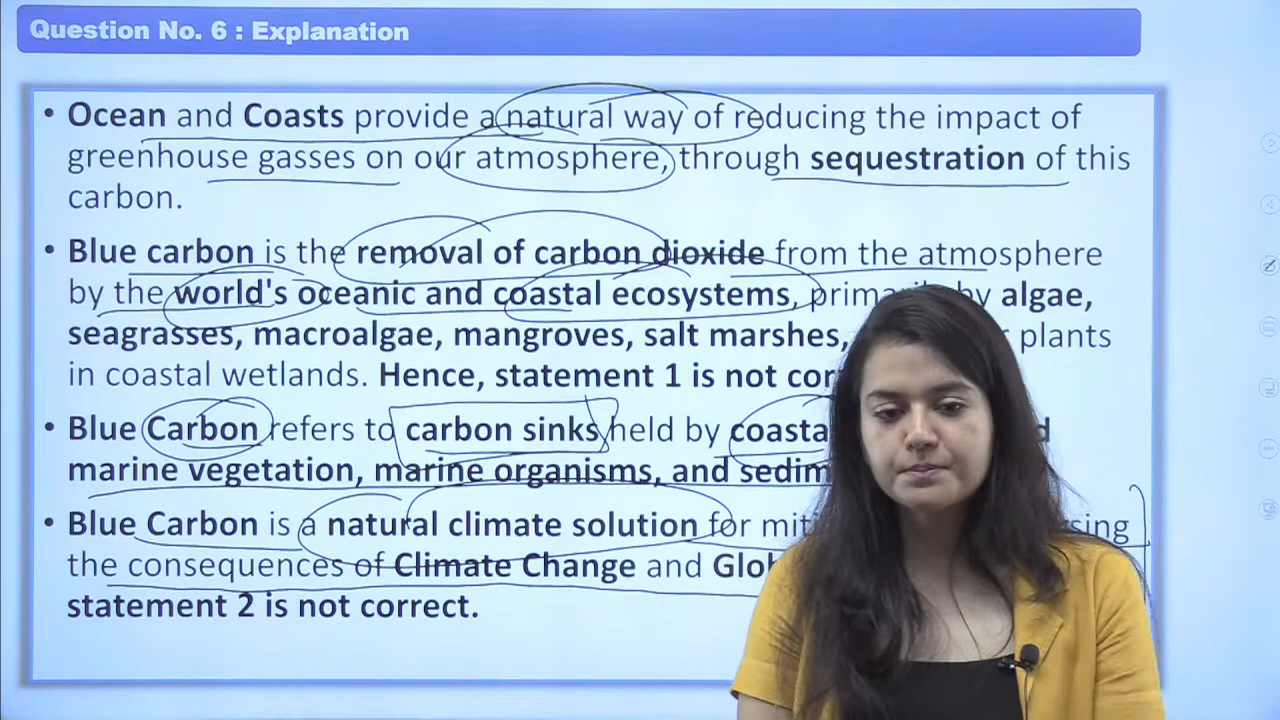 Question No. 6 : Explanation
• Ocean and Coasts provide a natural way of reducing the impact of
greenhouse gasses on our atmosphere, through sequestration of this
carbon.
• Blue carbon is the removal of carbon dioxide from the atmosphere
by the world's oceanic and coastal ecosystems, primarily by algae,
seagrasses, macroalgae, mangroves, salt marshes, plants
in coastal wetlands. Hence, statement 1 is not
• Blue Carbon refers to carbon sinks held by
marine vegetation, marine organisms, and
• Blue Carbon is a natural climate solution for
the consequences of Climate Change and
statement 2 is not correct.